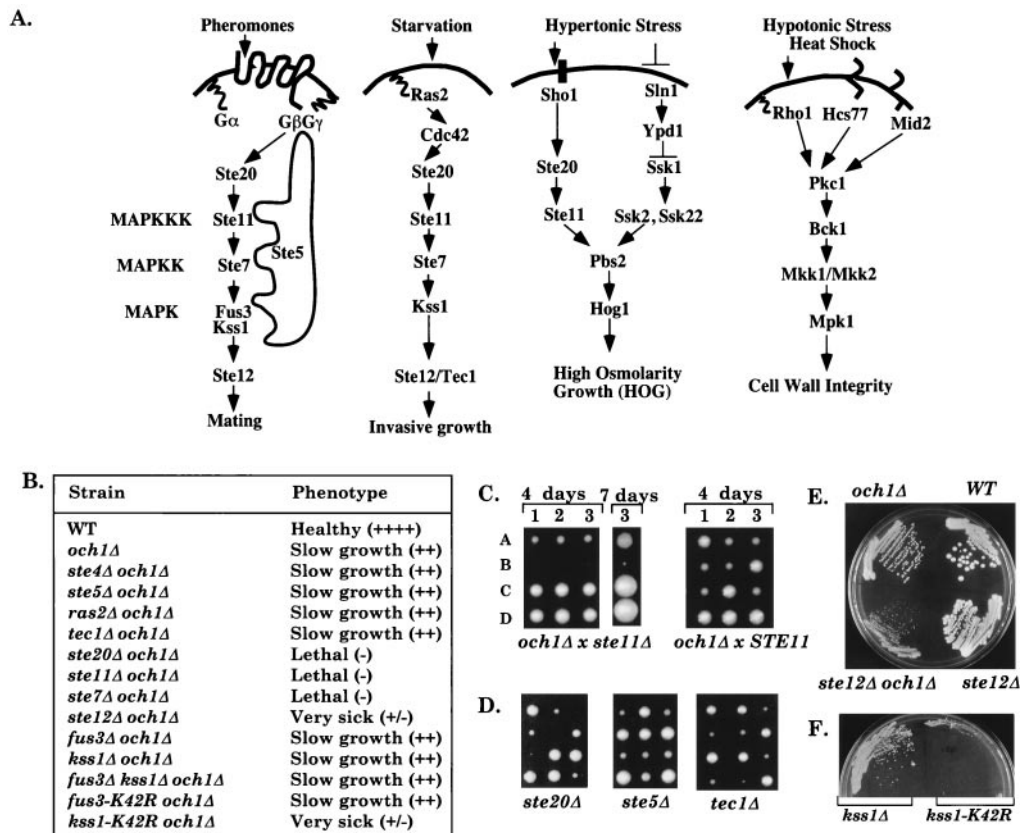 A.
Pheromones
Gα
GβGγ
Ste20
MAPKKK
Ste11
MAPKK
Ste7
Ste5
MAPK
Fus3
Kss1
Ste12
Mating
Starvation
Ras2
Cdc42
Ste20
Ste11
Ste7
Kss1
Ste12/Tec1
Invasive growth
Hypertonic Stress
Sho1
Sln1
Ypd1
Ste20
Ssk1
Ste11
Ssk2, Ssk22
Pbs2
Hog1
High Osmolarity
Growth (HOG)
Hypotonic Stress
Heat Shock
Rho1
Hcs77
Mid2
Pkc1
Bck1
Mkk1/Mkk2
Mpk1
Cell Wall Integrity
B.
Strain Phenotype
WT Healthy (++++)
och1Δ Slow growth (++)
ste4Δ och1Δ Slow growth (++)
ste5Δ och1Δ Slow growth (++)
ras2Δ och1Δ Slow growth (++)
tec1Δ och1Δ Slow growth (++)
ste20Δ och1Δ Lethal (-)
ste11Δ och1Δ Lethal (-)
ste7Δ och1Δ Lethal (-)
ste12Δ och1Δ Very sick (+/-)
fus3Δ och1Δ Slow growth (++)
kss1Δ och1Δ Slow growth (++)
fus3Δ kss1Δ och1Δ Slow growth (++)
fus3-K42R och1Δ Slow growth (++)
kss1-K42R och1Δ Very sick (+/-)
C.
4 days 7 days 4 days
1 2 3 3 1 2 3
A
B
C
D
och1Δ x ste11Δ och1Δ x STE11
D.
ste20Δ ste5Δ tec1Δ
E.
och1Δ WT
ste12Δ och1Δ ste12Δ
F.
kss1Δ kss1-K42R